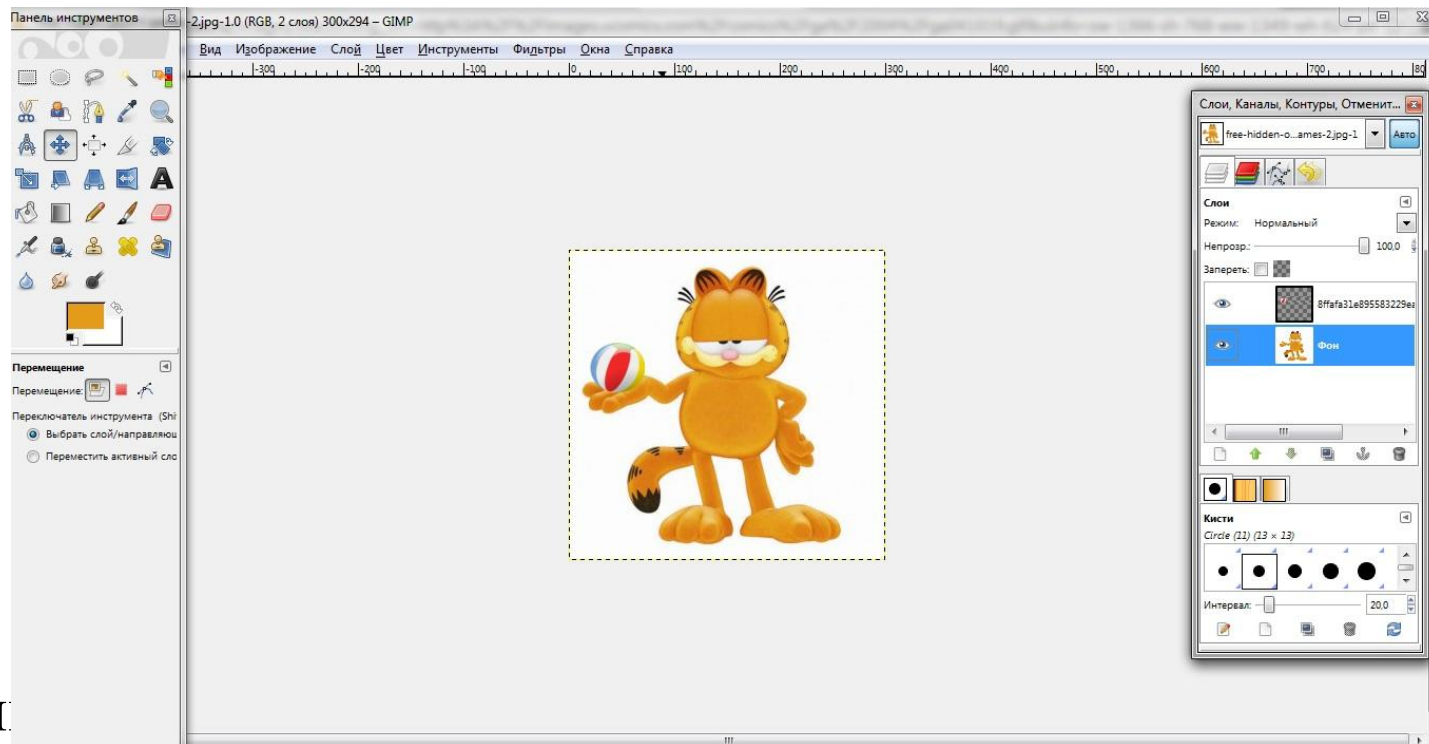 Панель инструментов
-2.jpg-1.0 (RGB, 2 слоя) 300x294 – GIMP
Вид Изображение Слой Цвет Инструменты Фильтры Окна Справка
-300 -200 -100 0 100 200 300 400 500 600 700 80
Слои, Каналы, Контуры, Отменит...
free-hidden-o...ames-2.jpg-1
Авто
Слои
Режим: Нормальный
Непрозр.: 100,0
Запереть:
8ffafa31e895583229ea
Фон
Кисти
Circle (11) (13 × 13)
Интервал: 20,0
Перемещение
Перемещение:
Переключатель инструмента (Shi
Выбрать слой/направляющ
Переместить активный сло